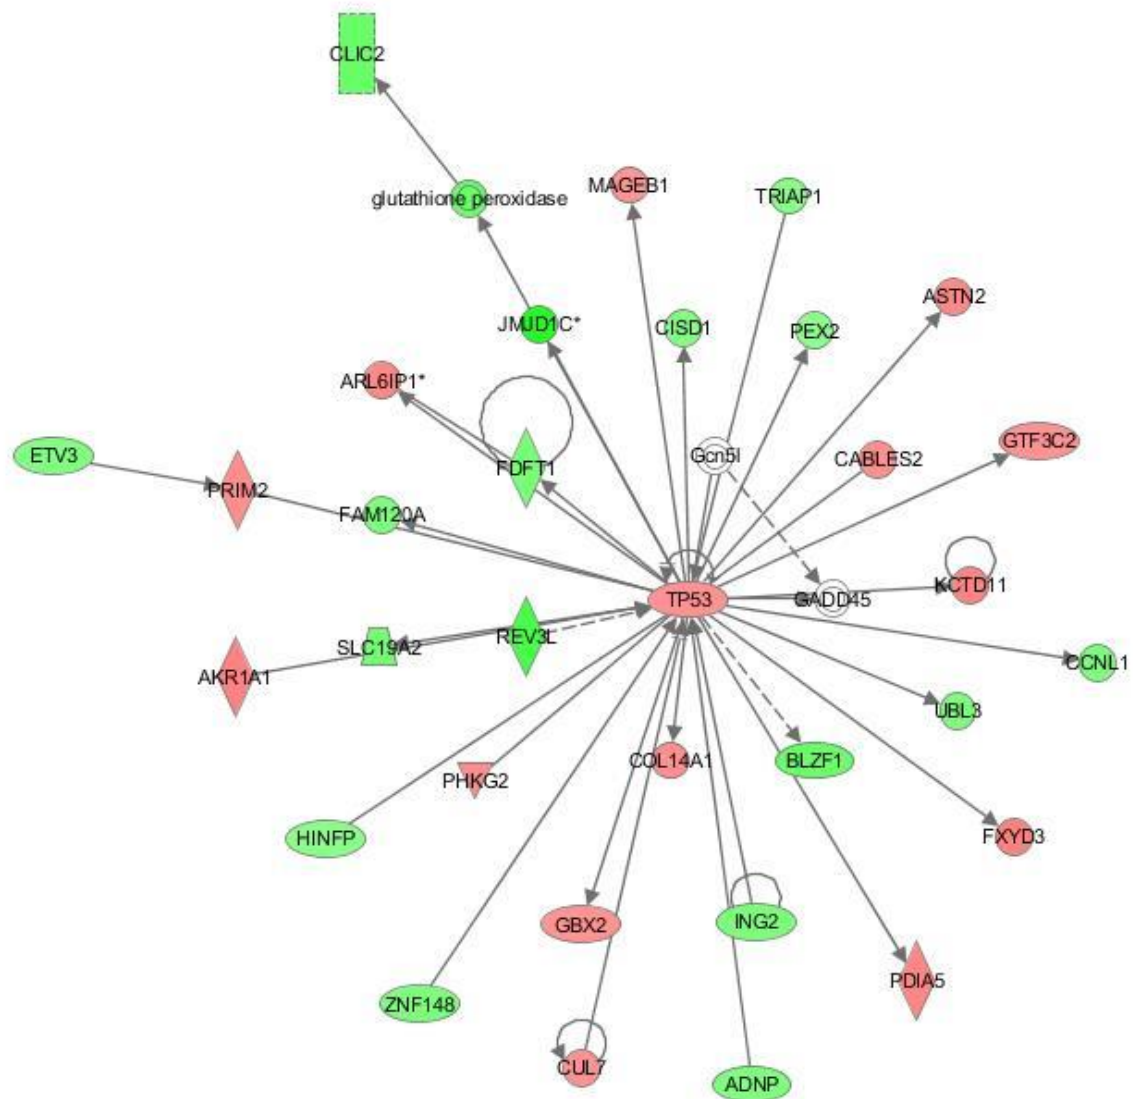 CLIC2
glutathione peroxidase
MAGEB1
TRIAP1
JMJD1C*
CISD1
PEX2
ASTN2
ARL6IP1*
ETV3
PRIM2
FDFT1
Gcn5l
CABLES2
GTF3C2
FAM120A
TP53
GADD45
KCTD11
AKR1A1
SLC19A2
REV3L
CCNL1
UBL3
PHKG2
COL14A1
BLZF1
HINFP
FXYD3
GBX2
ING2
PDIA5
ZNF148
CUL7
ADNP